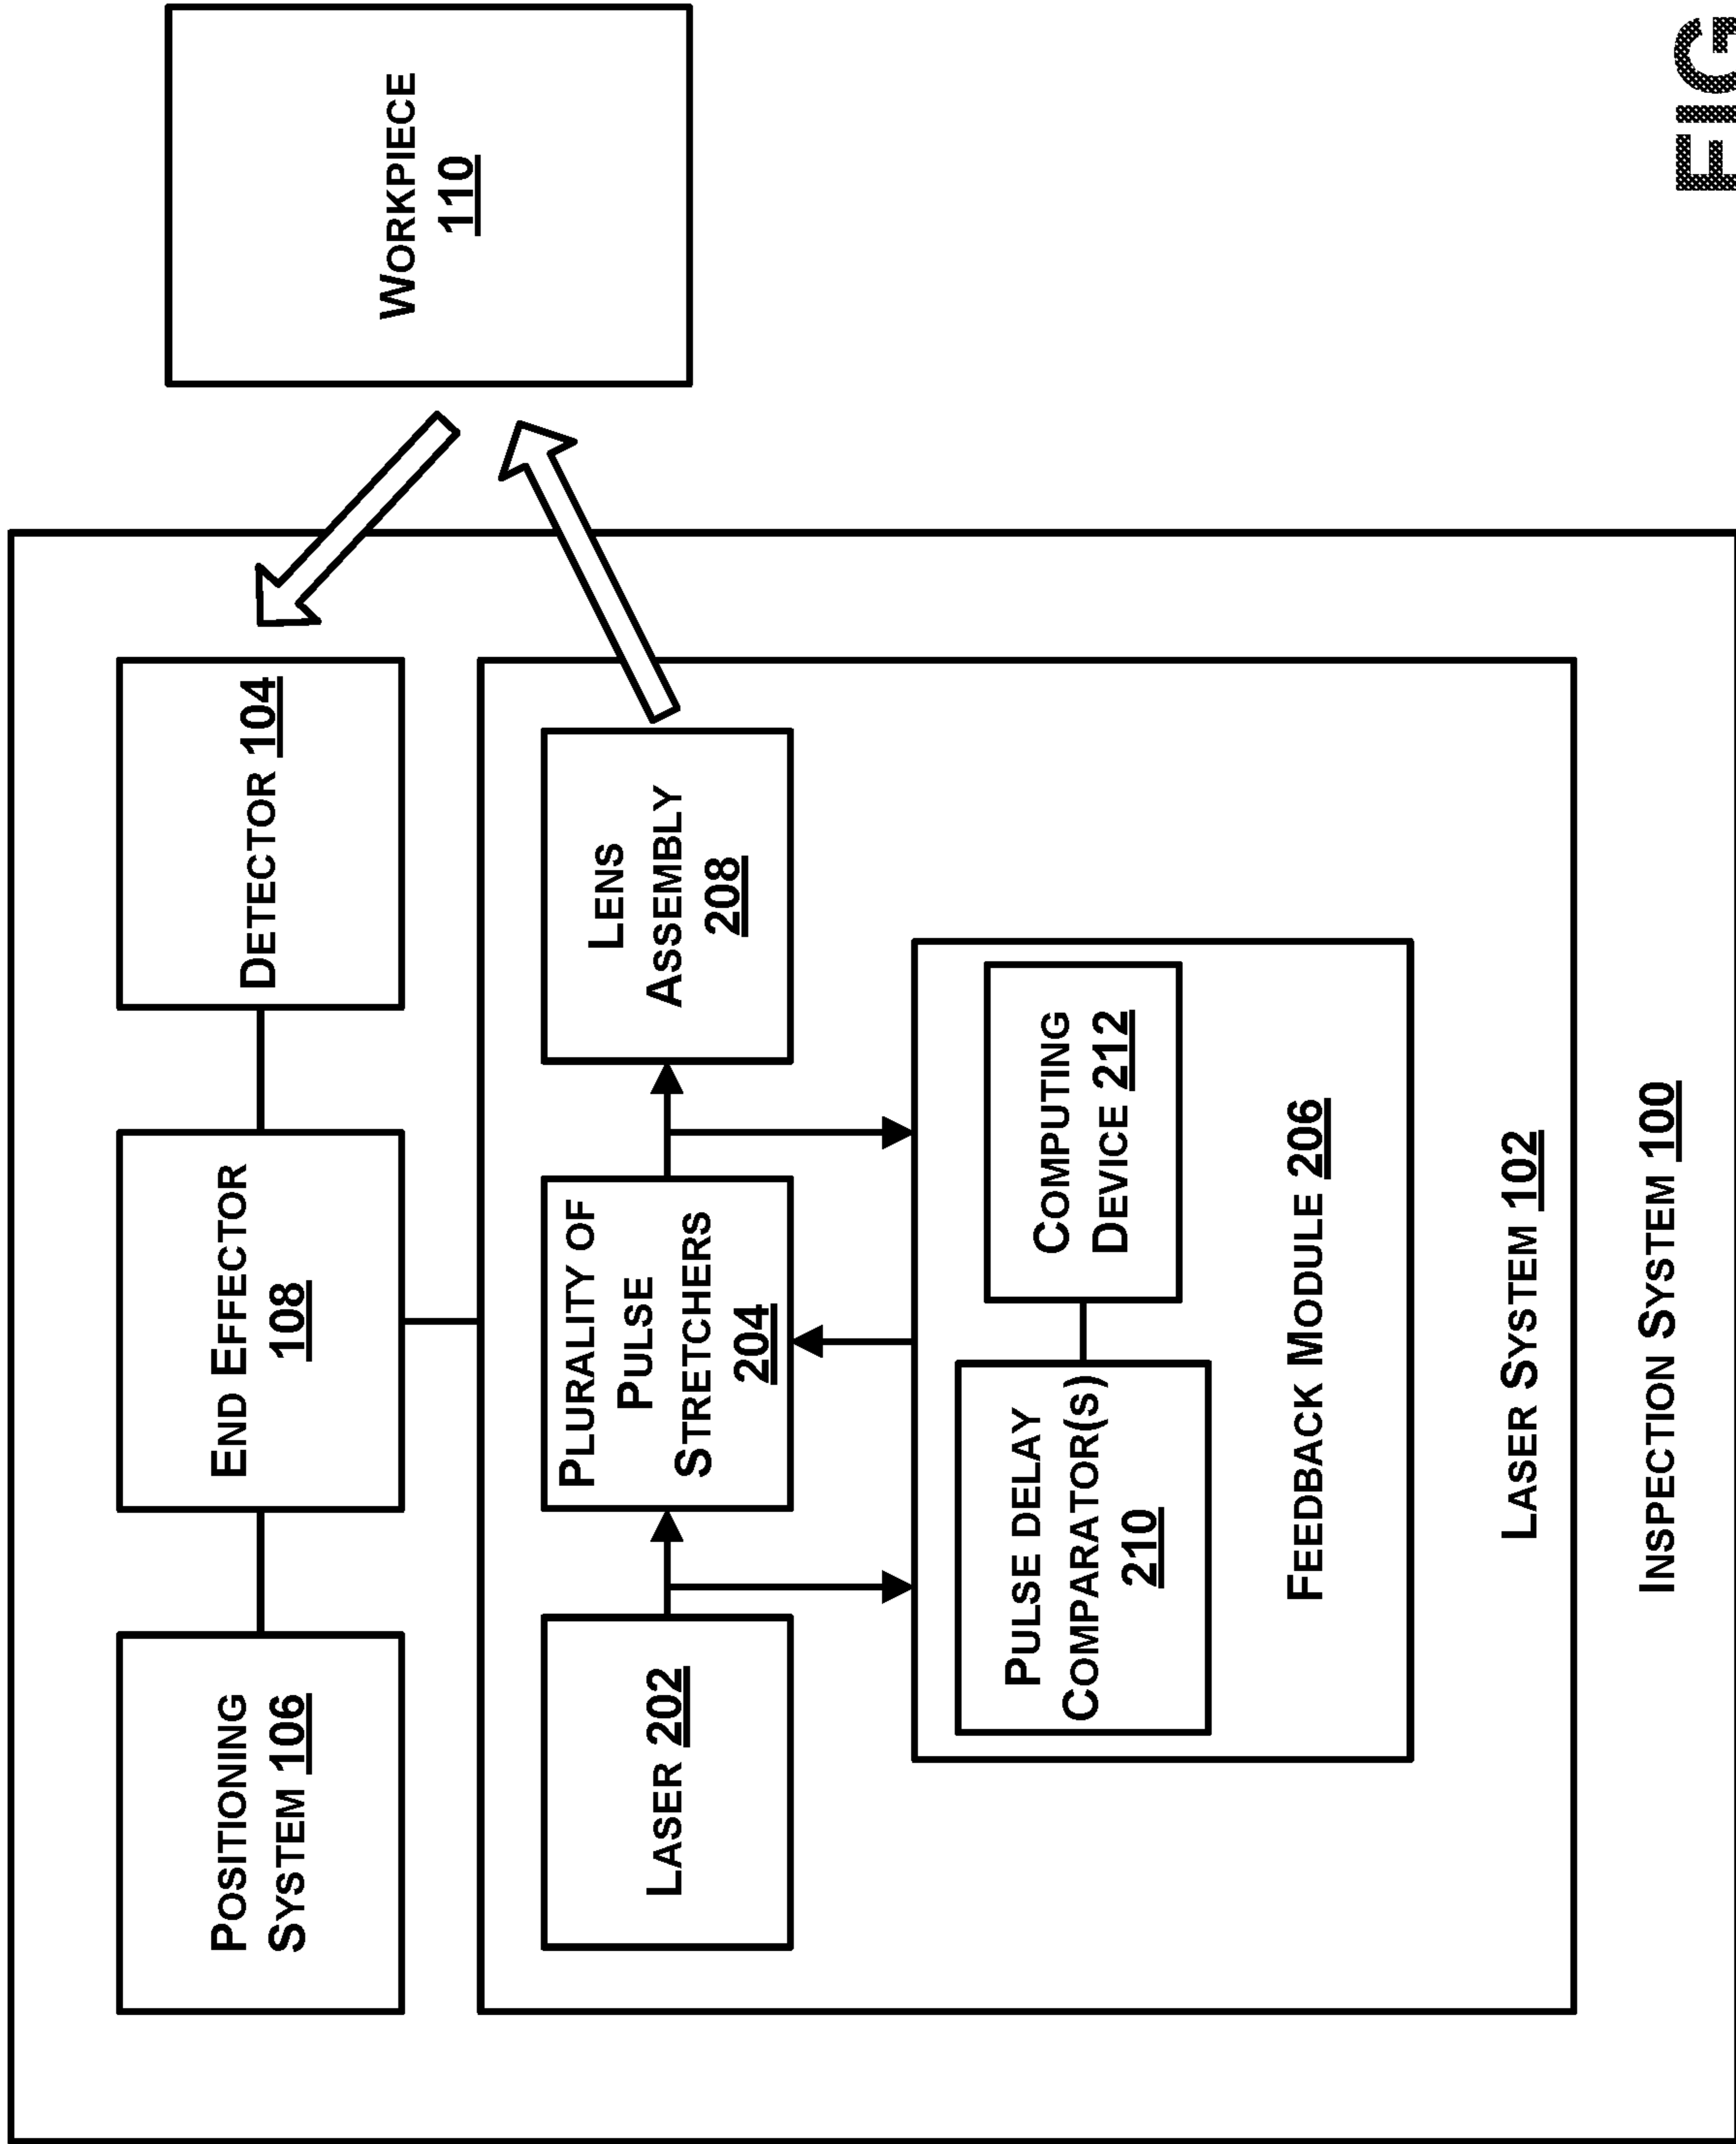 POSITIONING
SYSTEM 106
END EFFECTOR
108
DETECTOR 104
WORKPIECE
110
LASER 202
PLURALITY OF
PULSE
STRETCHERS
204
LENS
ASSEMBLY
208
PULSE DELAY
COMPARATOR(S)
210
COMPUTING
DEVICE 212
FEEDBACK MODULE 206
LASER SYSTEM 102
INSPECTION SYSTEM 100
FIG